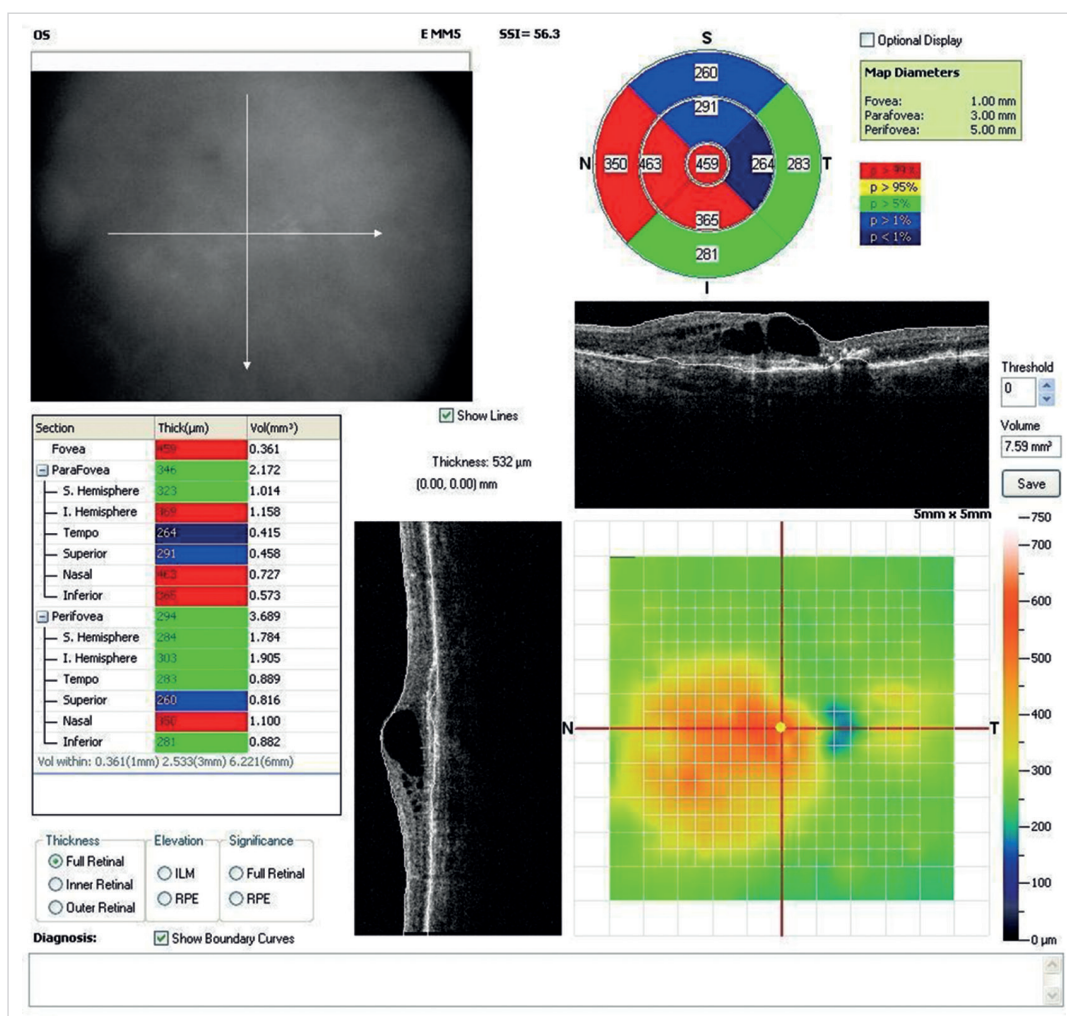 OS E MM5 SSI= 56.3
S
260
291
N 350 463 459 264 283 T
365
281
I
Optional Display
Map Diameters
Fovea: 1.00 mm
Parafovea: 3.00 mm
Perifovea: 5.00 mm
p > 99%
p > 95%
p > 5%
p > 1%
p < 1%
Threshold
0
Volume
7.59 mm³
Save
Show Lines
Thickness: 532 µm
(0.00, 0.00) mm
Section Thick(µm) Vol(mm³)
Fovea 459 0.361
ParaFovea 346 2.172
S. Hemisphere 323 1.014
I. Hemisphere 369 1.158
Tempo 264 0.415
Superior 291 0.458
Nasal 463 0.727
Inferior 365 0.573
Perifovea 294 3.689
S. Hemisphere 284 1.784
I. Hemisphere 303 1.905
Tempo 283 0.889
Superior 260 0.816
Nasal 350 1.100
Inferior 281 0.882
Vol within: 0.361(1mm) 2.533(3mm) 6.221(6mm)
5mm x 5mm
N T
750
700
600
500
400
300
200
100
0 µm
Thickness Elevation Significance
Full Retinal ILM Full Retinal
Inner Retinal RPE RPE
Outer Retinal
Diagnosis: Show Boundary Curves